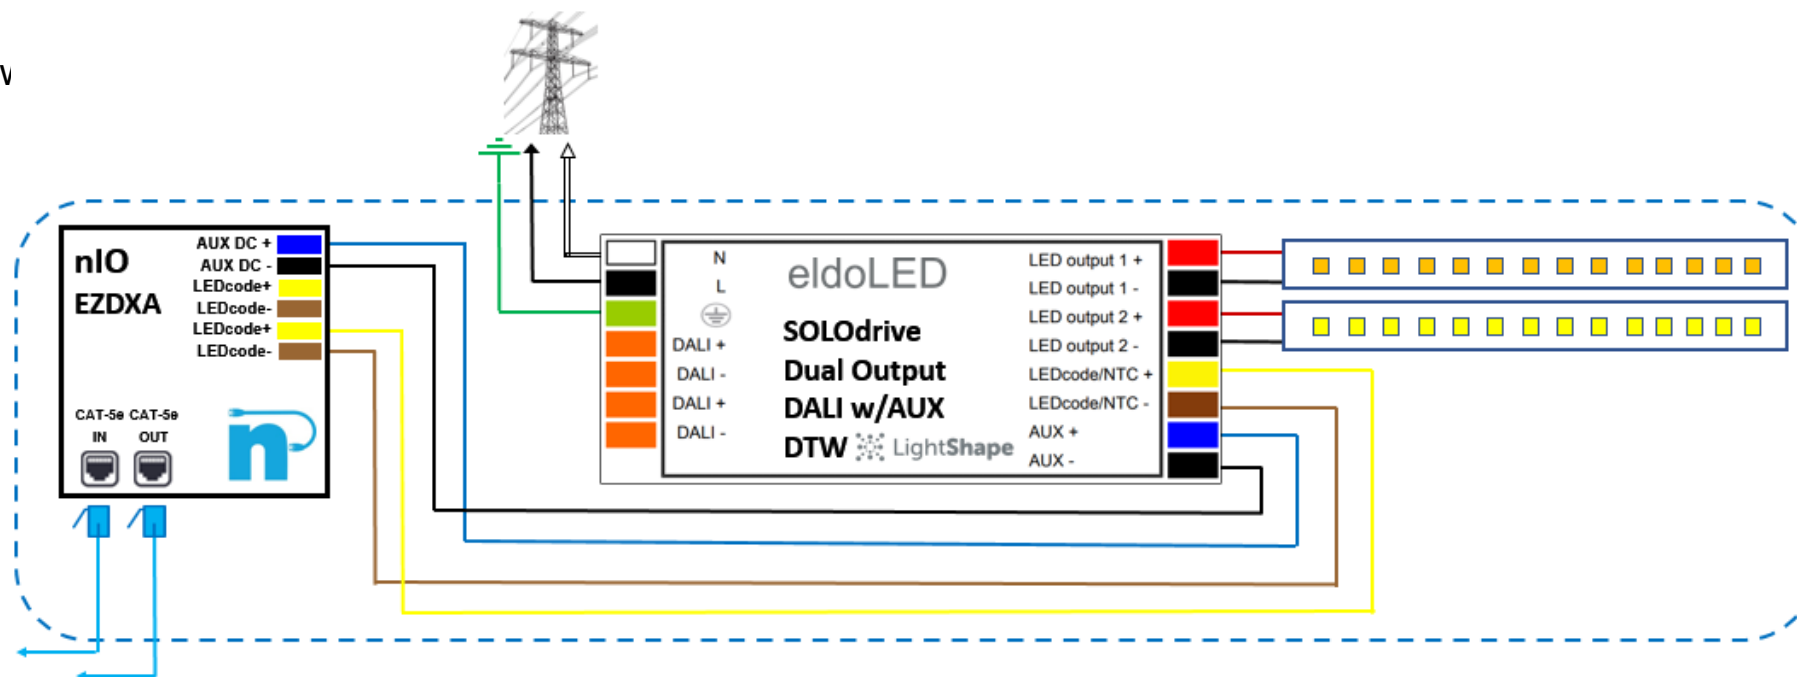 nIO
EZDXA
AUX DC +
AUX DC -
LEDcode+
LEDcode-
LEDcode+
LEDcode-
CAT-5e CAT-5e
IN OUT
n
N
L
DALI +
DALI -
DALI +
DALI -
eldoLED
SOLOdrive
Dual Output
DALI w/AUX
DTW LightShape
LED output 1 +
LED output 1 -
LED output 2 +
LED output 2 -
LEDcode/NTC +
LEDcode/NTC -
AUX +
AUX -